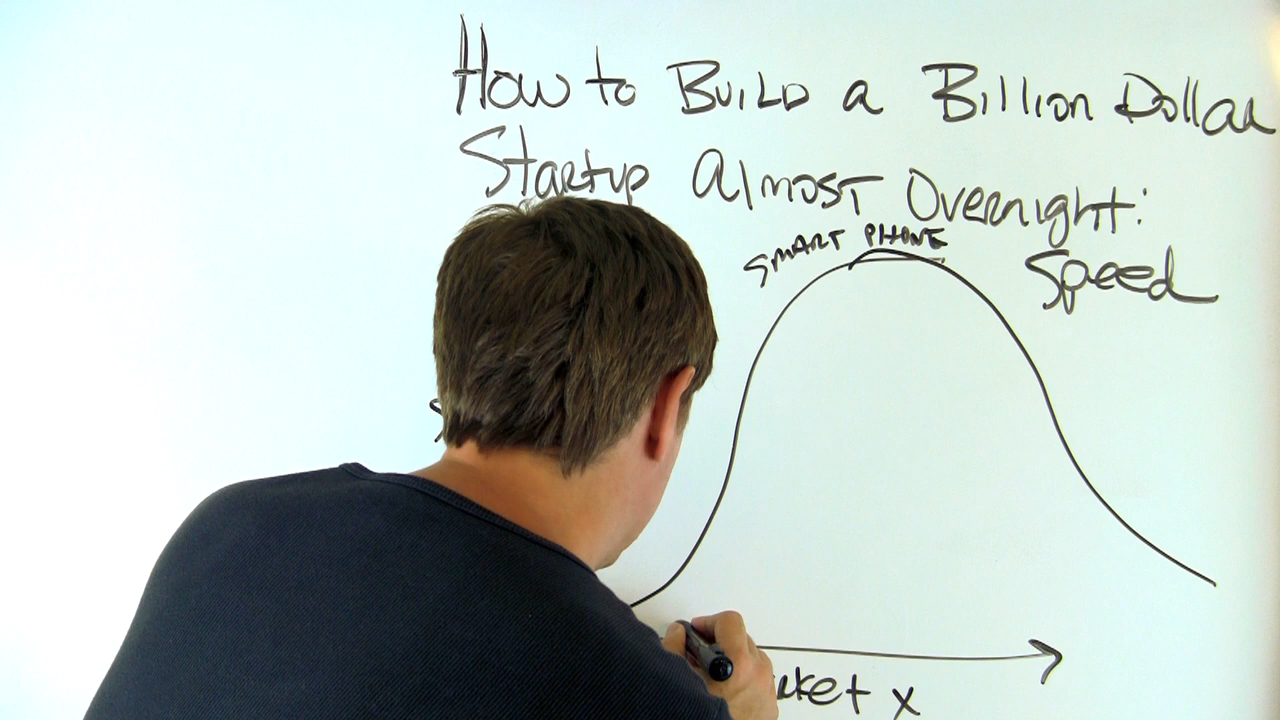 How to Build a Billion Dollar
Startup Almost Overnight:
Speed
SMART PHONE
x